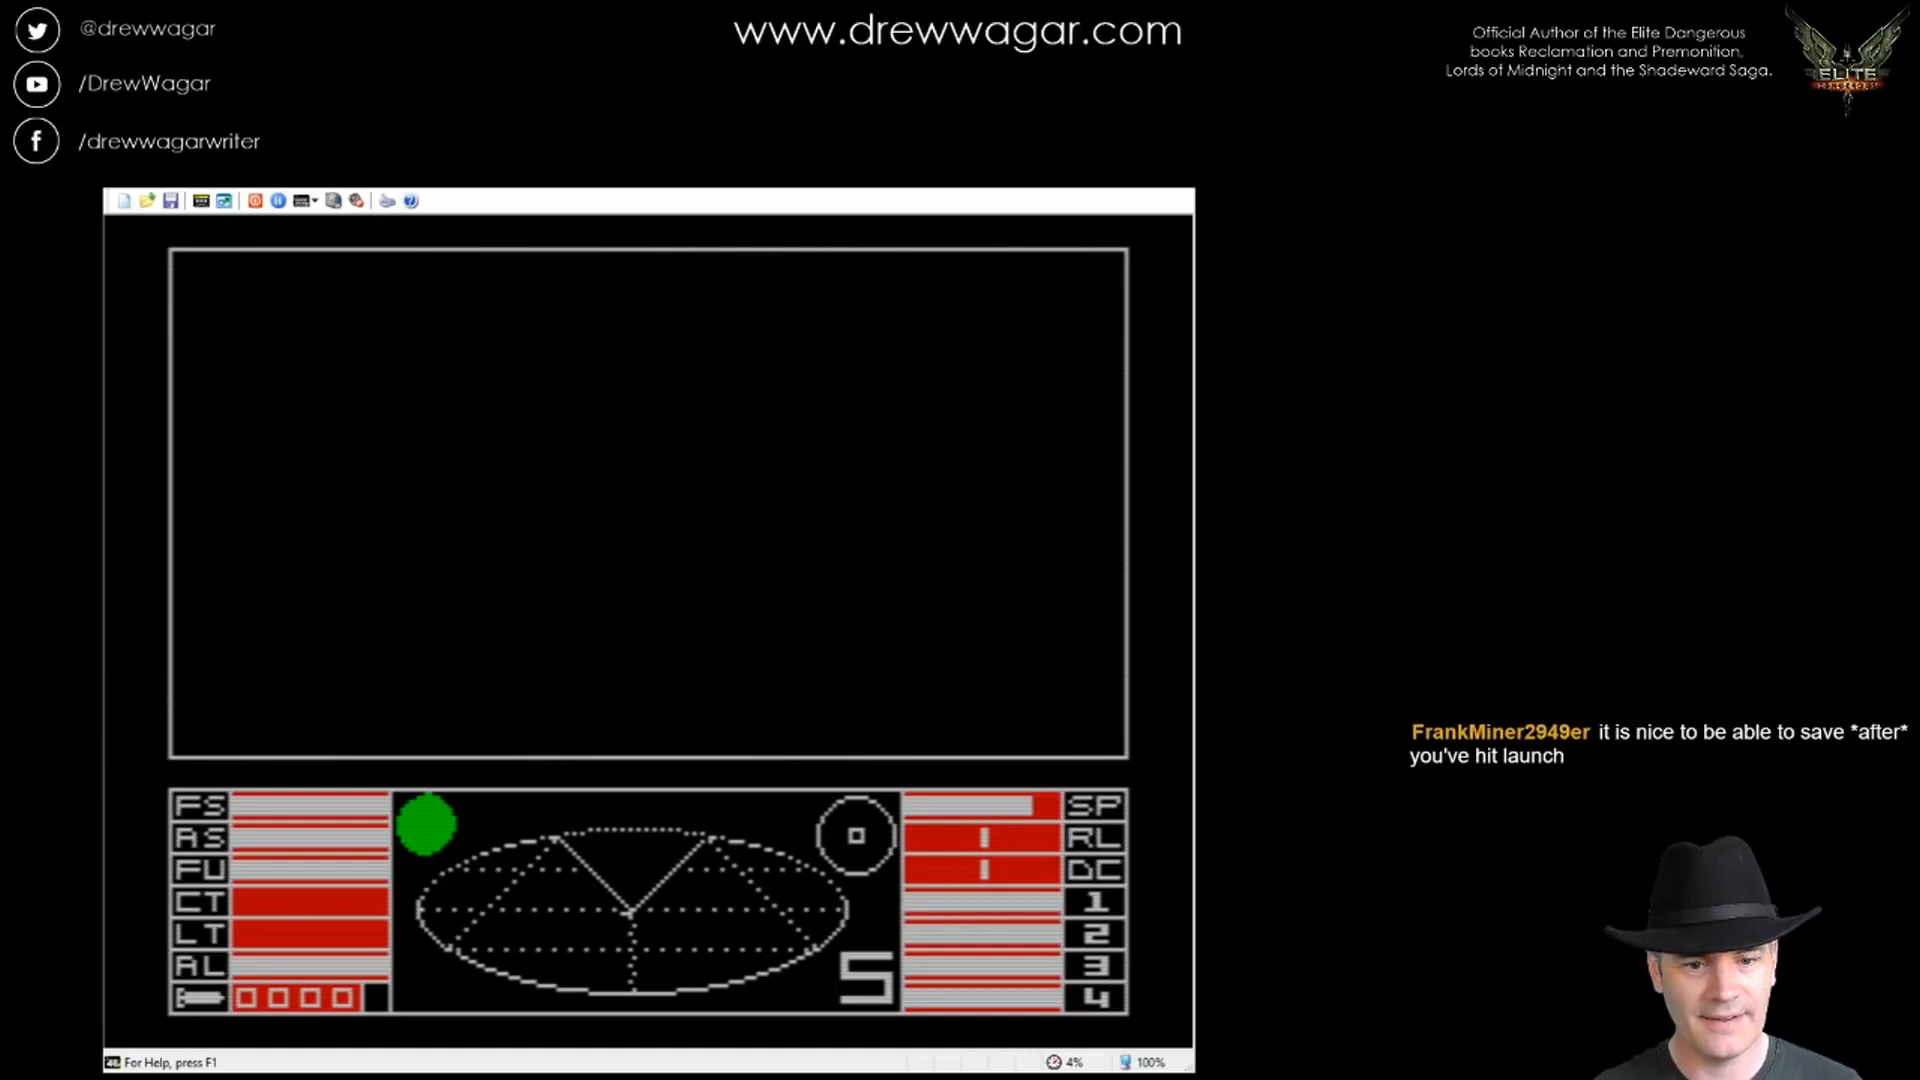 @drewwagar
/DrewWagar
/drewwagarwriter
www.drewwagar.com
Official Author of the Elite Dangerous
books Reclamation and Premonition,
Lords of Midnight and the Shadeward Saga.
ELITE
DANGEROUS
FS
AS
FU
CT
LT
AL
S
SP
RL
DC
1
2
3
4
For Help, press F1
4%
100%
FrankMiner2949er it is nice to be able to save *after*
you've hit launch